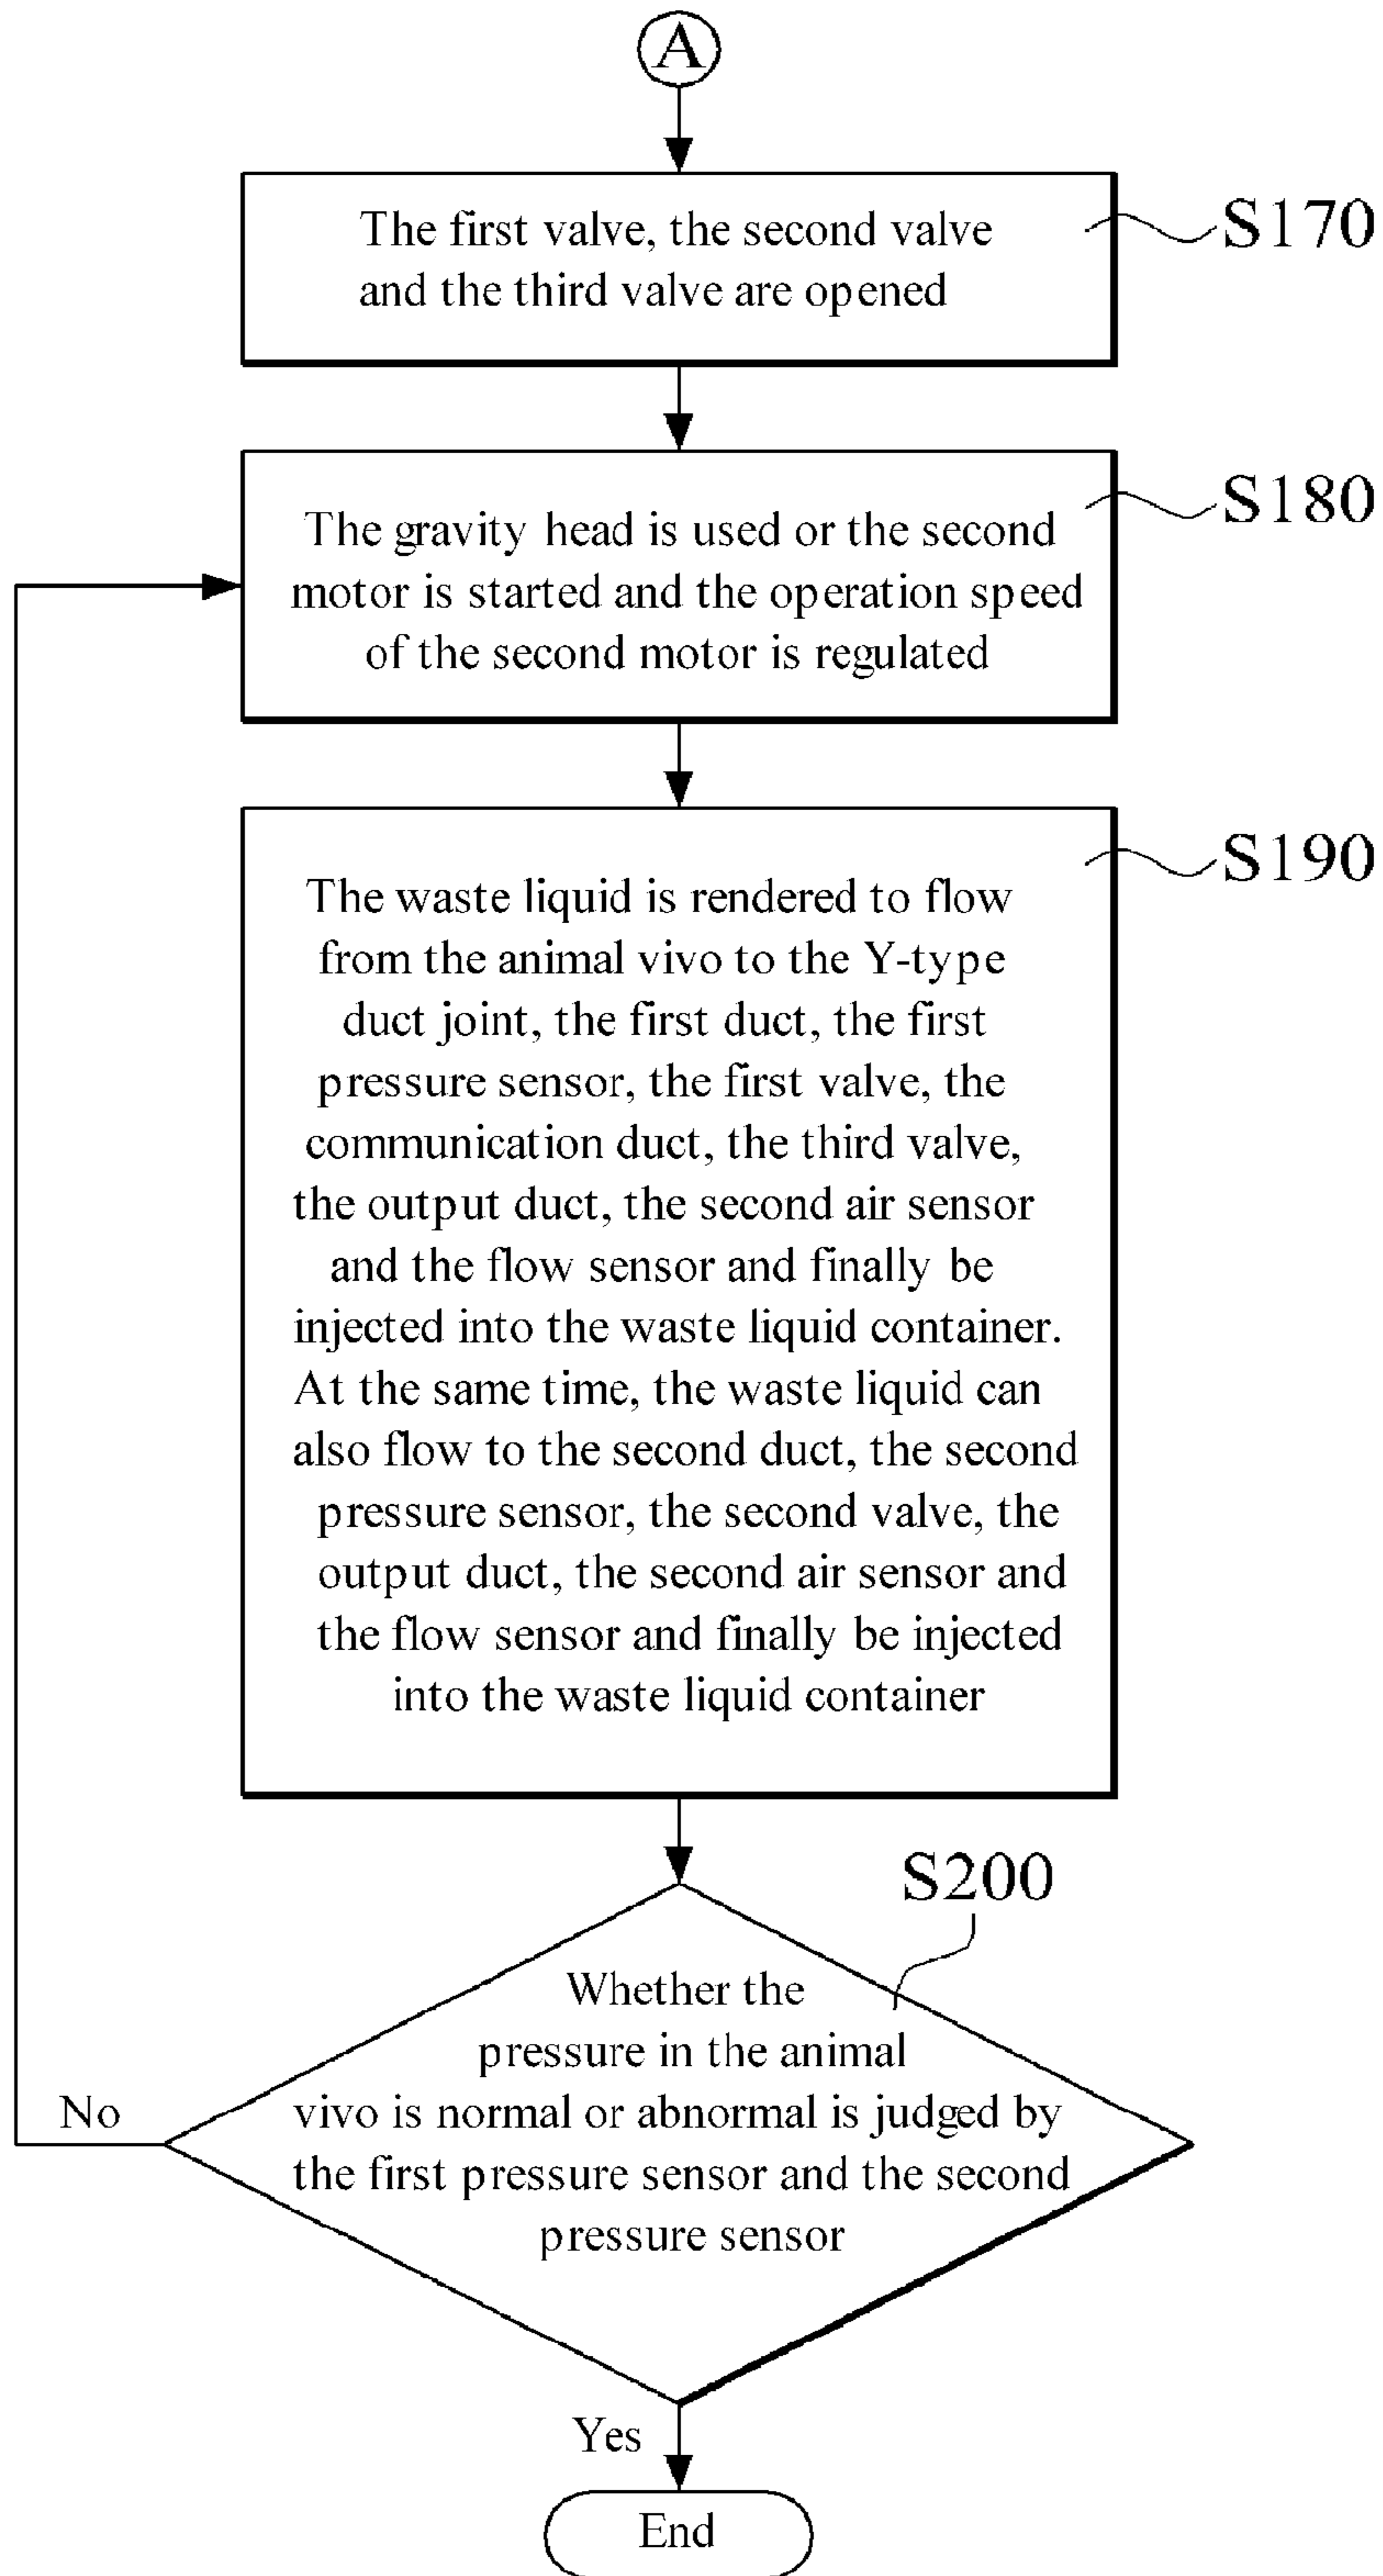 A
The first valve, the second valve
and the third valve are opened
S170
The gravity head is used or the second
motor is started and the operation speed
of the second motor is regulated
S180
The waste liquid is rendered to flow
from the animal vivo to the Y-type
duct joint, the first duct, the first
pressure sensor, the first valve, the
communication duct, the third valve,
the output duct, the second air sensor
and the flow sensor and finally be
injected into the waste liquid container.
At the same time, the waste liquid can
also flow to the second duct, the second
pressure sensor, the second valve, the
output duct, the second air sensor and
the flow sensor and finally be injected
into the waste liquid container
S190
S200
Whether the
pressure in the animal
vivo is normal or abnormal is judged by
the first pressure sensor and the second
pressure sensor
No
Yes
End